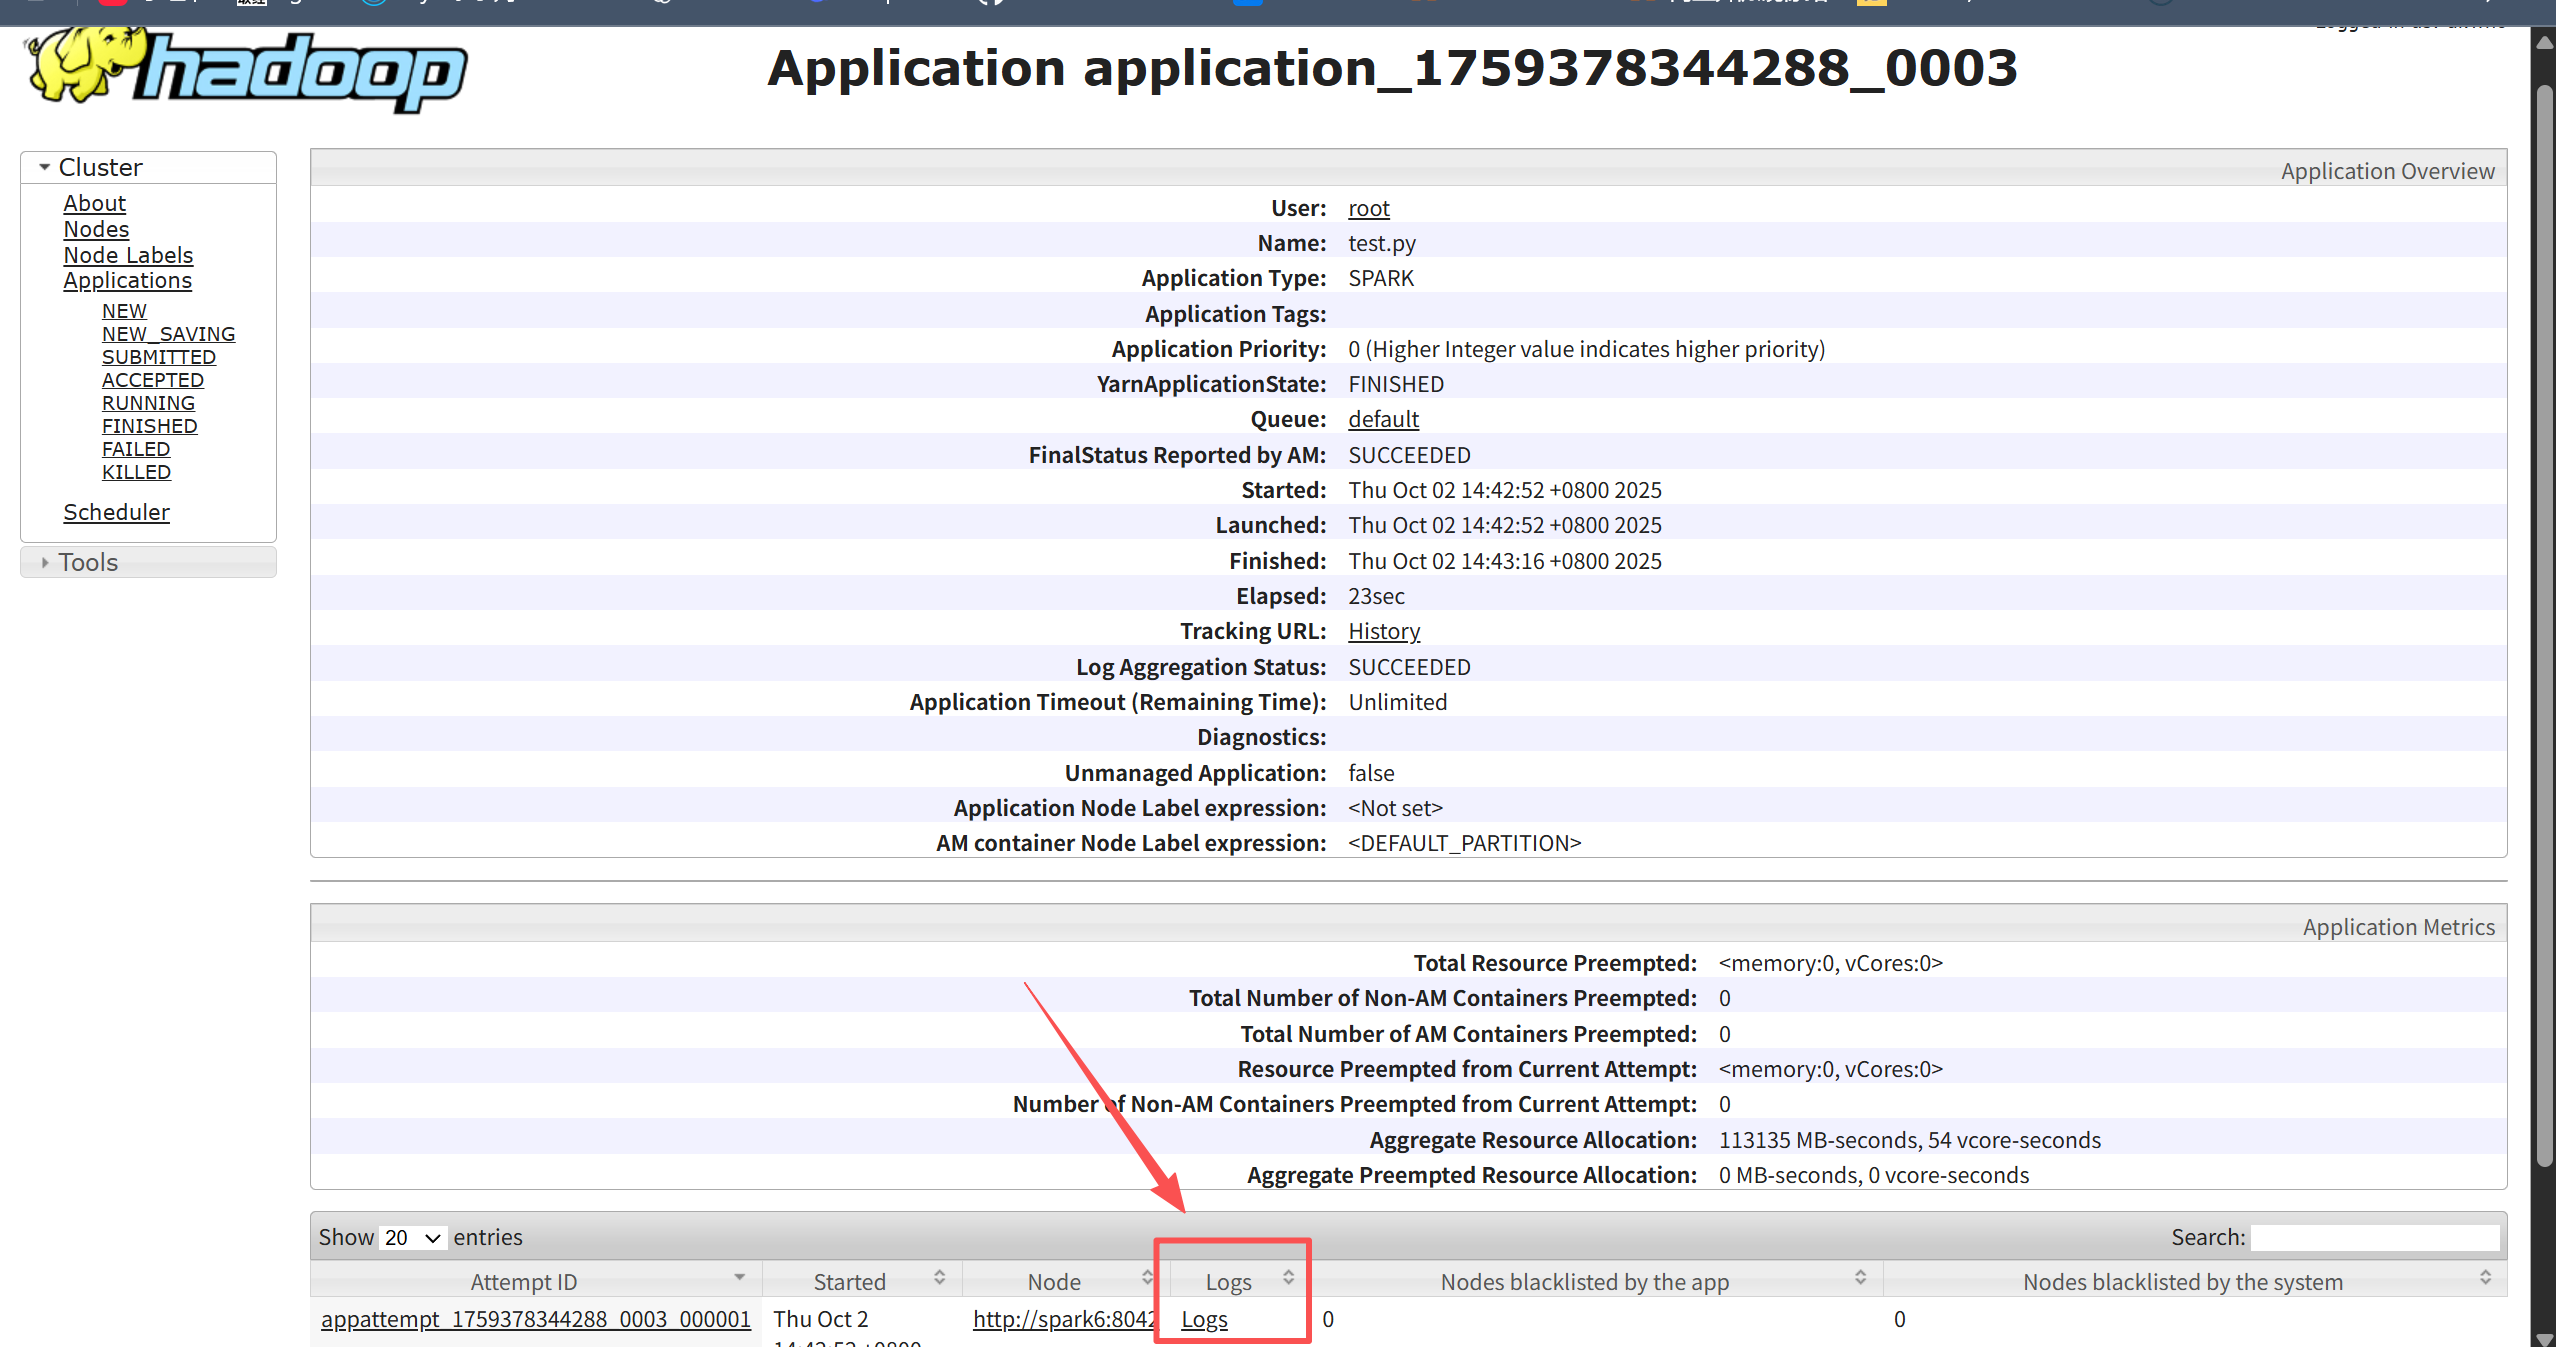 hadoop
Application application_1759378344288_0003
Cluster
About
Nodes
Node Labels
Applications
NEW
NEW_SAVING
SUBMITTED
ACCEPTED
RUNNING
FINISHED
FAILED
KILLED
Scheduler
Tools
Application Overview
User: root
Name: test.py
Application Type: SPARK
Application Tags:
Application Priority: 0 (Higher Integer value indicates higher priority)
YarnApplicationState: FINISHED
Queue: default
FinalStatus Reported by AM: SUCCEEDED
Started: Thu Oct 02 14:42:52 +0800 2025
Launched: Thu Oct 02 14:42:52 +0800 2025
Finished: Thu Oct 02 14:43:16 +0800 2025
Elapsed: 23sec
Tracking URL: History
Log Aggregation Status: SUCCEEDED
Application Timeout (Remaining Time): Unlimited
Diagnostics:
Unmanaged Application: false
Application Node Label expression: <Not set>
AM container Node Label expression: <DEFAULT_PARTITION>
Application Metrics
Total Resource Preempted: <memory:0, vCores:0>
Total Number of Non-AM Containers Preempted: 0
Total Number of AM Containers Preempted: 0
Resource Preempted from Current Attempt: <memory:0, vCores:0>
Number of Non-AM Containers Preempted from Current Attempt: 0
Aggregate Resource Allocation: 113135 MB-seconds, 54 vcore-seconds
Aggregate Preempted Resource Allocation: 0 MB-seconds, 0 vcore-seconds
Show 20 entries Search:
Attempt ID Started Node Logs Nodes blacklisted by the app Nodes blacklisted by the system
appattempt_1759378344288_0003_000001 Thu Oct 2 http://spark6:8042 Logs 0 0
14:42:52 +0800